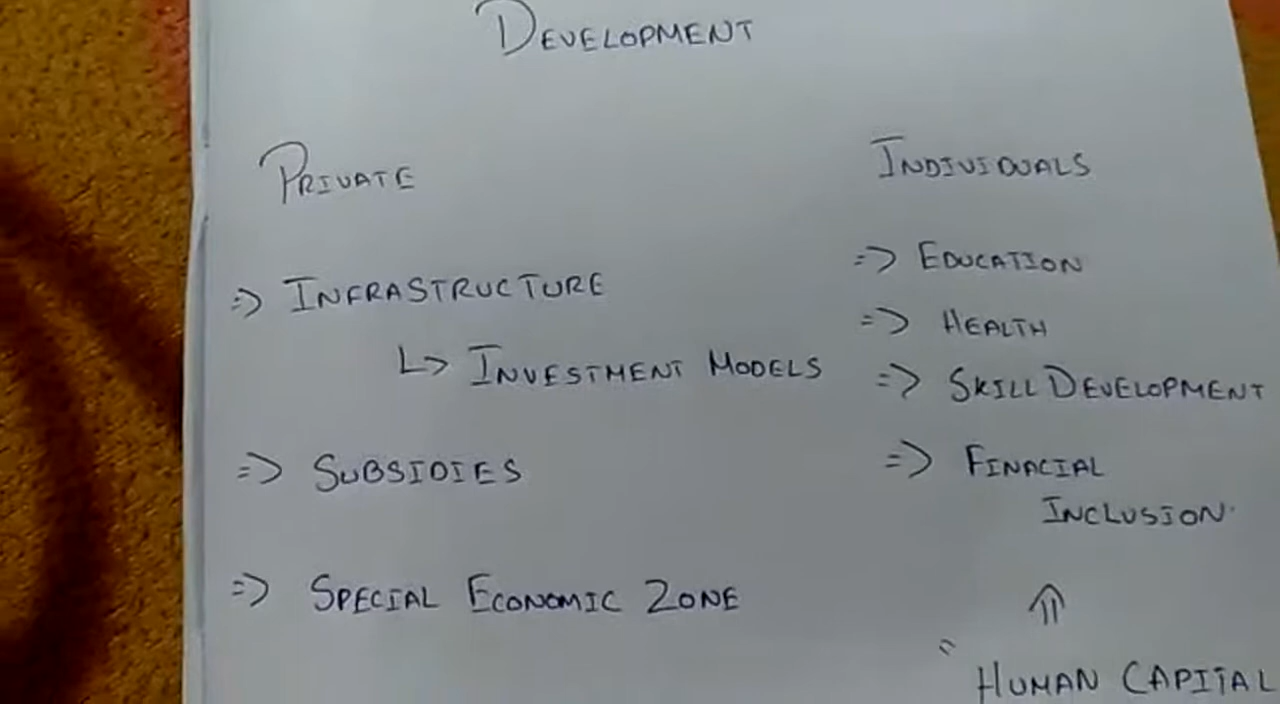 DEVELOPMENT
PRIVATE
=> INFRASTRUCTURE
↳ INVESTMENT MODELS
=> SUBSIDIES
=> SPECIAL ECONOMIC ZONE
INDIVIDUALS
=> EDUCATION
=> HEALTH
=> SKILL DEVELOPMENT
=> FINACIAL
INCLUSION
⇑
" HUMAN CAPITAL